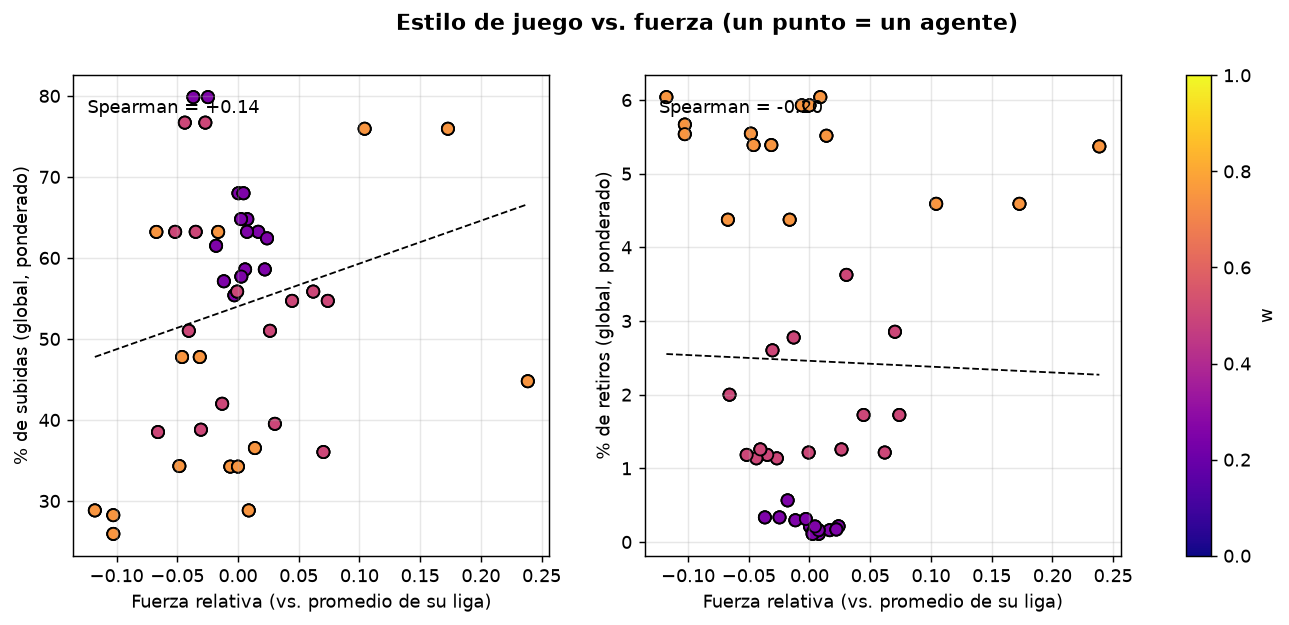 Estilo de juego vs. fuerza (un punto = un agente)
Spearman = +0.14
80
70
60
50
40
30
% de subidas (global, ponderado)
−0.10 −0.05 0.00 0.05 0.10 0.15 0.20 0.25
Fuerza relativa (vs. promedio de su liga)
Spearman = -0.20
6
5
4
3
2
1
0
% de retiros (global, ponderado)
−0.10 −0.05 0.00 0.05 0.10 0.15 0.20 0.25
Fuerza relativa (vs. promedio de su liga)
1.0
0.8
0.6
0.4
0.2
0.0
w